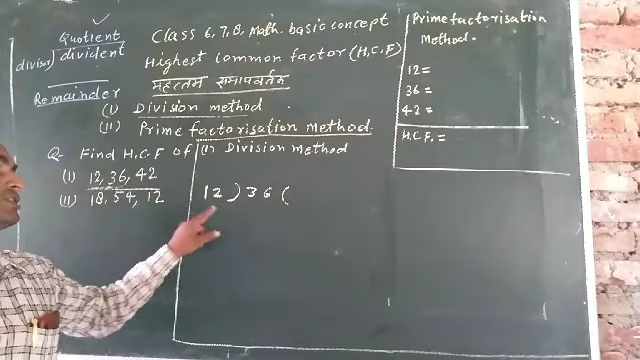 Class 6, 7, 8, Math. basic concept
Quotient
divisor) divident
Remainder
Highest Common factor (H.C.F)
महत्तम समापवर्तक
(I) Division method
(II) Prime factorisation method
Q- Find H.C.F of
(I) 12, 36, 42
(II) 18, 54, 12
(I) Division method
12 ) 36 (
Prime factorisation
Method -
12 =
36 =
42 =
H.C.F. =